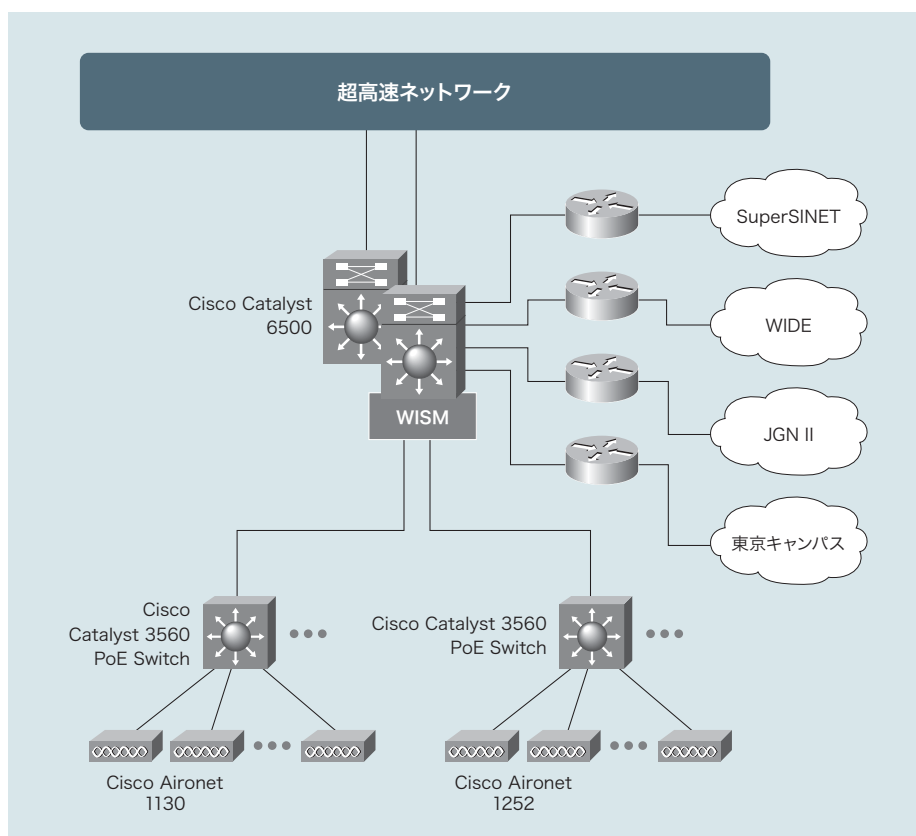 超高速ネットワーク
SuperSINET
Cisco Catalyst
6500
WIDE
WISM
JGN II
東京キャンパス
Cisco
Catalyst 3560
PoE Switch
Cisco Catalyst 3560
PoE Switch
Cisco Aironet
1130
Cisco Aironet
1252